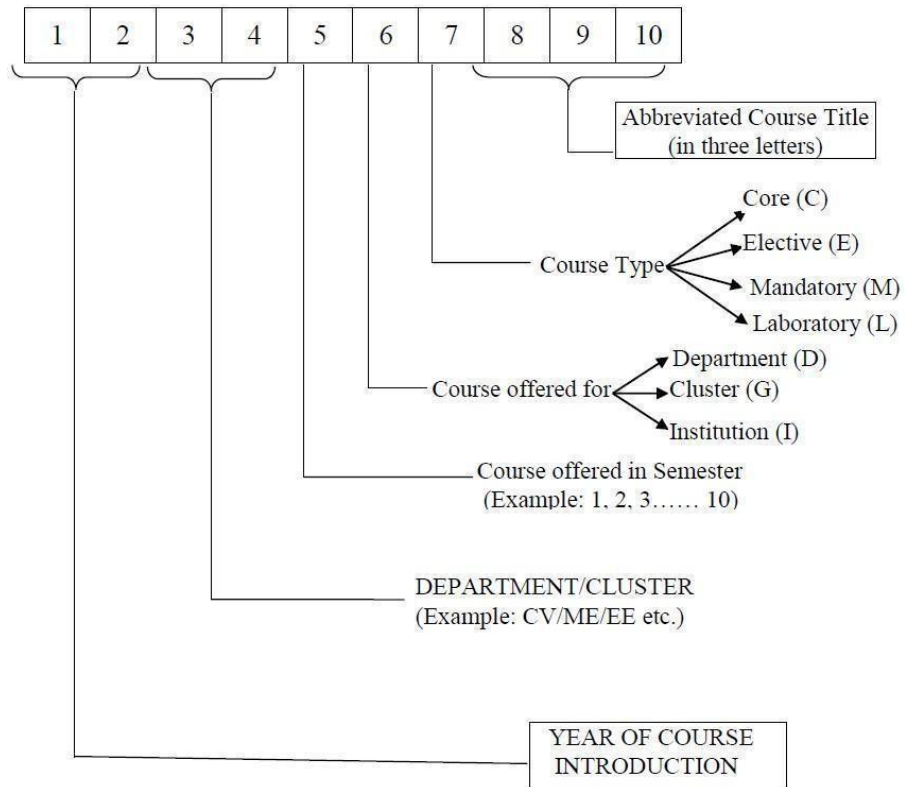 1 2 3 4 5 6 7 8 9 10
Abbreviated Course Title
(in three letters)
Core (C)
Elective (E)
Course Type
Mandatory (M)
Laboratory (L)
Department (D)
Course offered for
Cluster (G)
Institution (I)
Course offered in Semester
(Example: 1, 2, 3…… 10)
DEPARTMENT/CLUSTER
(Example: CV/ME/EE etc.)
YEAR OF COURSE
INTRODUCTION